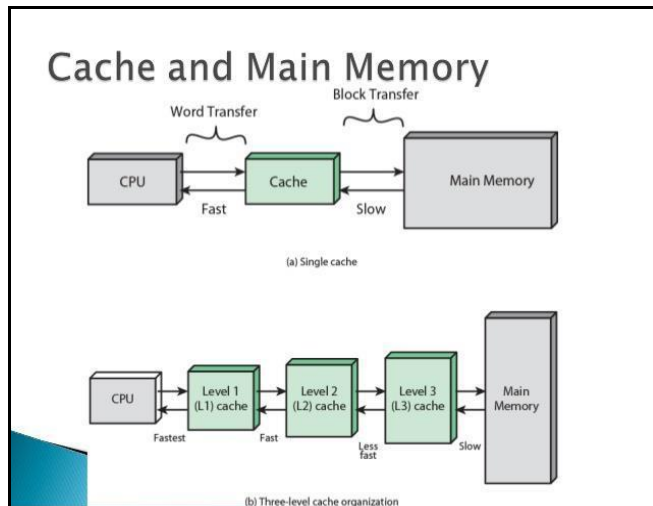 Cache and Main Memory
Block Transfer
Word Transfer
CPU
Cache
Main Memory
Fast
Slow
(a) Single cache
CPU
Level 1
(L1) cache
Level 2
(L2) cache
Level 3
(L3) cache
Main
Memory
Fastest
Fast
Less
fast
Slow
(b) Three-level cache organization